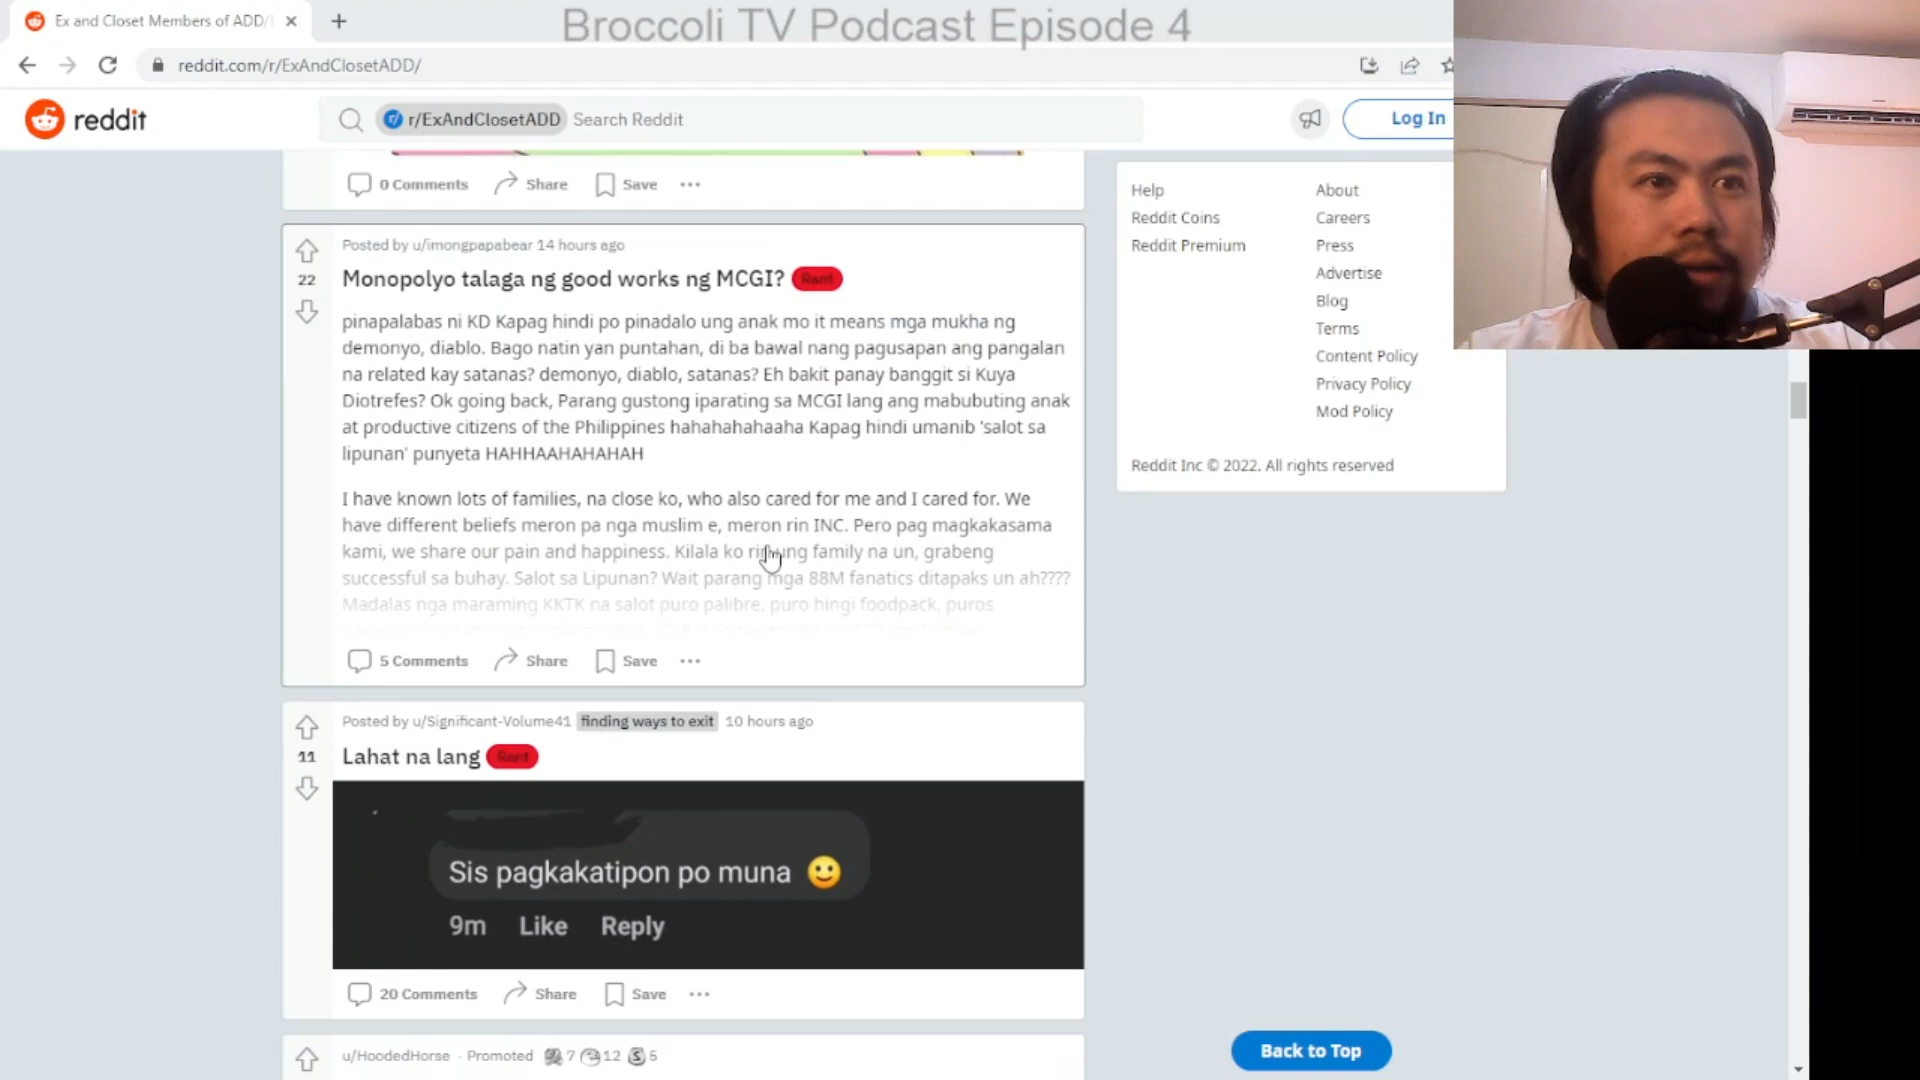 Ex and Closet Members of ADD/
Broccoli TV Podcast Episode 4
reddit.com/r/ExAndClosetADD/
reddit
r/ExAndClosetADD Search Reddit
Log In
0 Comments Share Save
Posted by u/imongpapabear 14 hours ago
22
Monopolyo talaga ng good works ng MCGI? Rant
pinapalabas ni KD Kapag hindi po pinadalo ung anak mo it means mga mukha ng
demonyo, diablo. Bago natin yan puntahan, di ba bawal nang pagusapan ang pangalan
na related kay satanas? demonyo, diablo, satanas? Eh bakit panay banggit si Kuya
Diotrefes? Ok going back, Parang gustong iparating sa MCGI lang ang mabubuting anak
at productive citizens of the Philippines hahahahahaaha Kapag hindi umanib 'salot sa
lipunan' punyeta HAHHAAHAHAHAH
I have known lots of families, na close ko, who also cared for me and I cared for. We
have different beliefs meron pa nga muslim e, meron rin INC. Pero pag magkakasama
kami, we share our pain and happiness. Kilala ko rin ung family na un, grabeng
successful sa buhay. Salot sa Lipunan? Wait parang mga 88M fanatics ditapaks un ah????
Madalas nga maraming KKTK na salot puro palibre, puro hingi foodpack, puros
5 Comments Share Save
Posted by u/Significant-Volume41 finding ways to exit 10 hours ago
11
Lahat na lang Rant
Sis pagkakatipon po muna 🙂
9m Like Reply
20 Comments Share Save
u/HoodedHorse · Promoted 7 12 5
Help
Reddit Coins
Reddit Premium
About
Careers
Press
Advertise
Blog
Terms
Content Policy
Privacy Policy
Mod Policy
Reddit Inc © 2022. All rights reserved
Back to Top